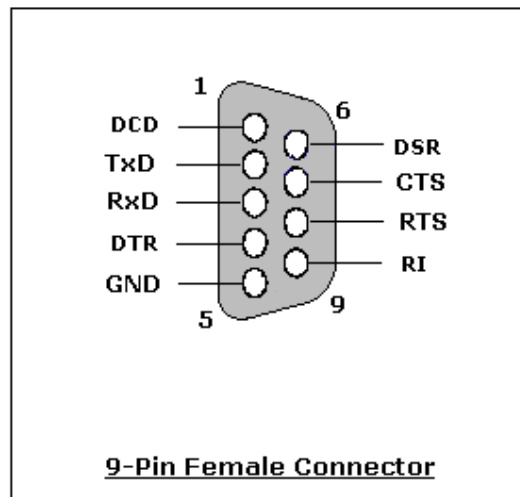 1
6
DCD
DSR
TxD
CTS
RxD
RTS
DTR
RI
GND
5
9
9-Pin Female Connector